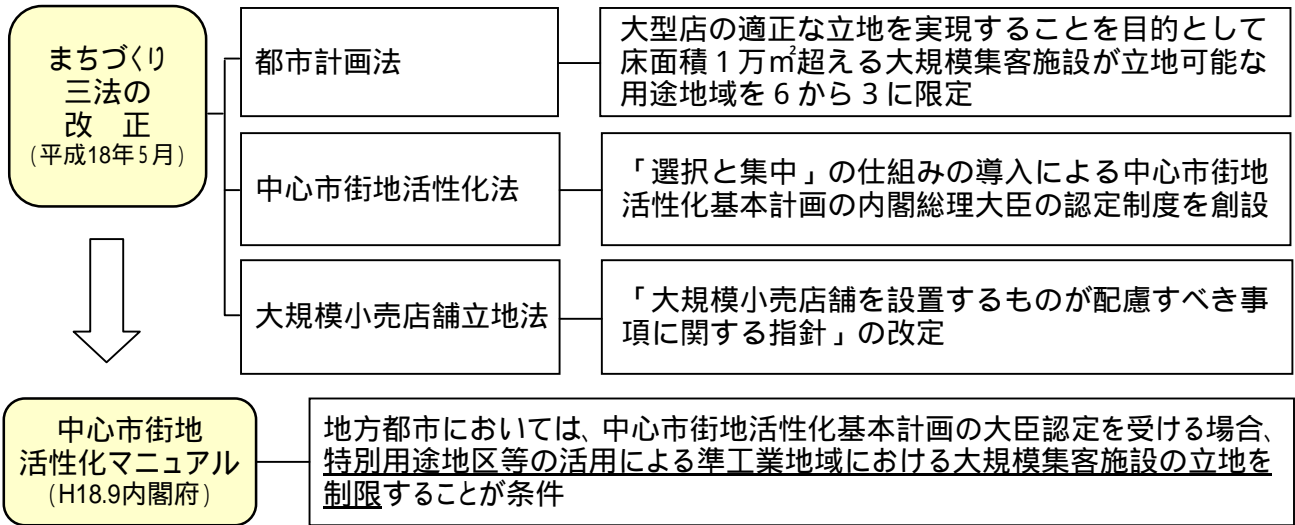 まちづくり
三法の
改　正
(平成18年5月)
都市計画法
大型店の適正な立地を実現することを目的として
床面積１万㎡超える大規模集客施設が立地可能な
用途地域を６から３に限定
中心市街地活性化法
「選択と集中」の仕組みの導入による中心市街地
活性化基本計画の内閣総理大臣の認定制度を創設
大規模小売店舗立地法
「大規模小売店舗を設置するものが配慮すべき事
項に関する指針」の改定
中心市街地
活性化マニュアル
(H18.9内閣府)
地方都市においては、中心市街地活性化基本計画の大臣認定を受ける場合、
特別用途地区等の活用による準工業地域における大規模集客施設の立地を
制限することが条件